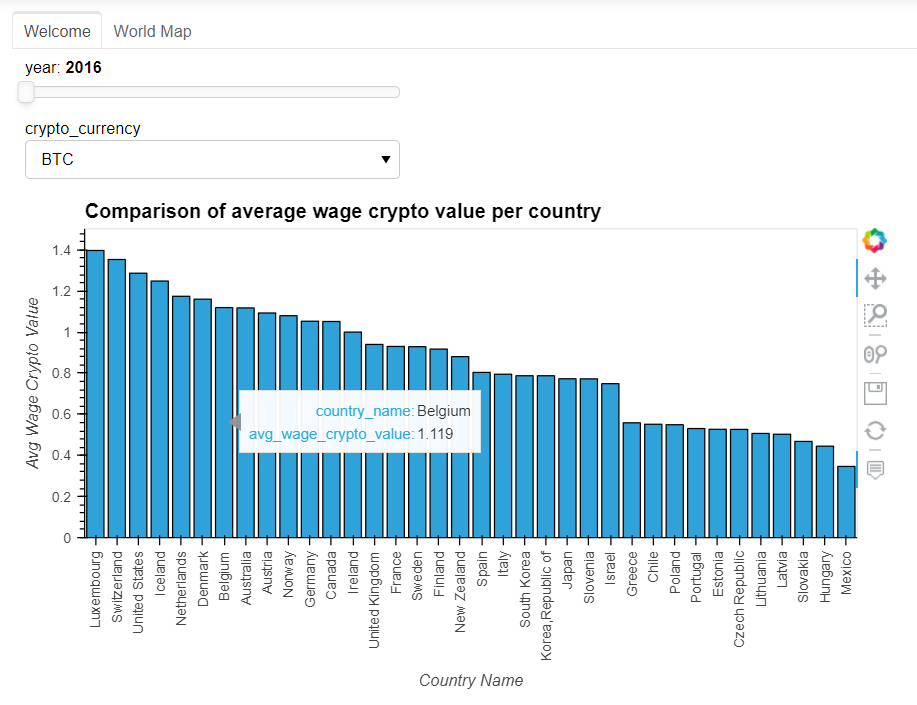 Welcome World Map
year: 2016
crypto_currency
BTC
Comparison of average wage crypto value per country
Avg Wage Crypto Value
1.4
1.2
1
0.8
0.6
0.4
0.2
0
country_name: Belgium
avg_wage_crypto_value: 1.119
Luxembourg
Switzerland
United States
Iceland
Netherlands
Denmark
Belgium
Australia
Austria
Norway
Germany
Canada
Ireland
United Kingdom
France
Sweden
Finland
New Zealand
Spain
Italy
South Korea
Korea,Republic of
Japan
Slovenia
Israel
Greece
Chile
Poland
Portugal
Estonia
Czech Republic
Lithuania
Latvia
Slovakia
Hungary
Mexico
Country Name